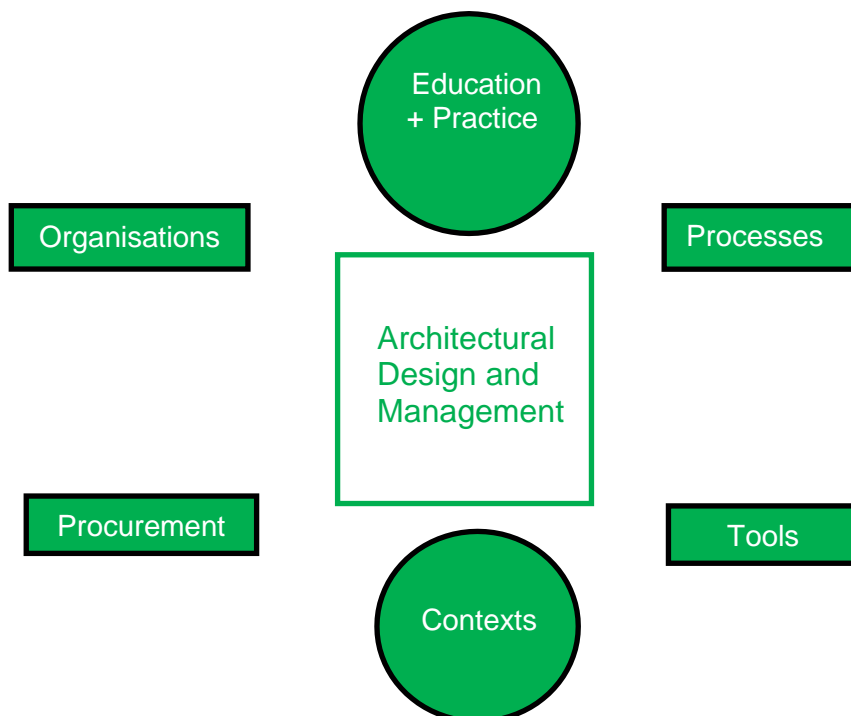 Education
+ Practice
Organisations
Processes
Architectural
Design and
Management
Procurement
Tools
Contexts